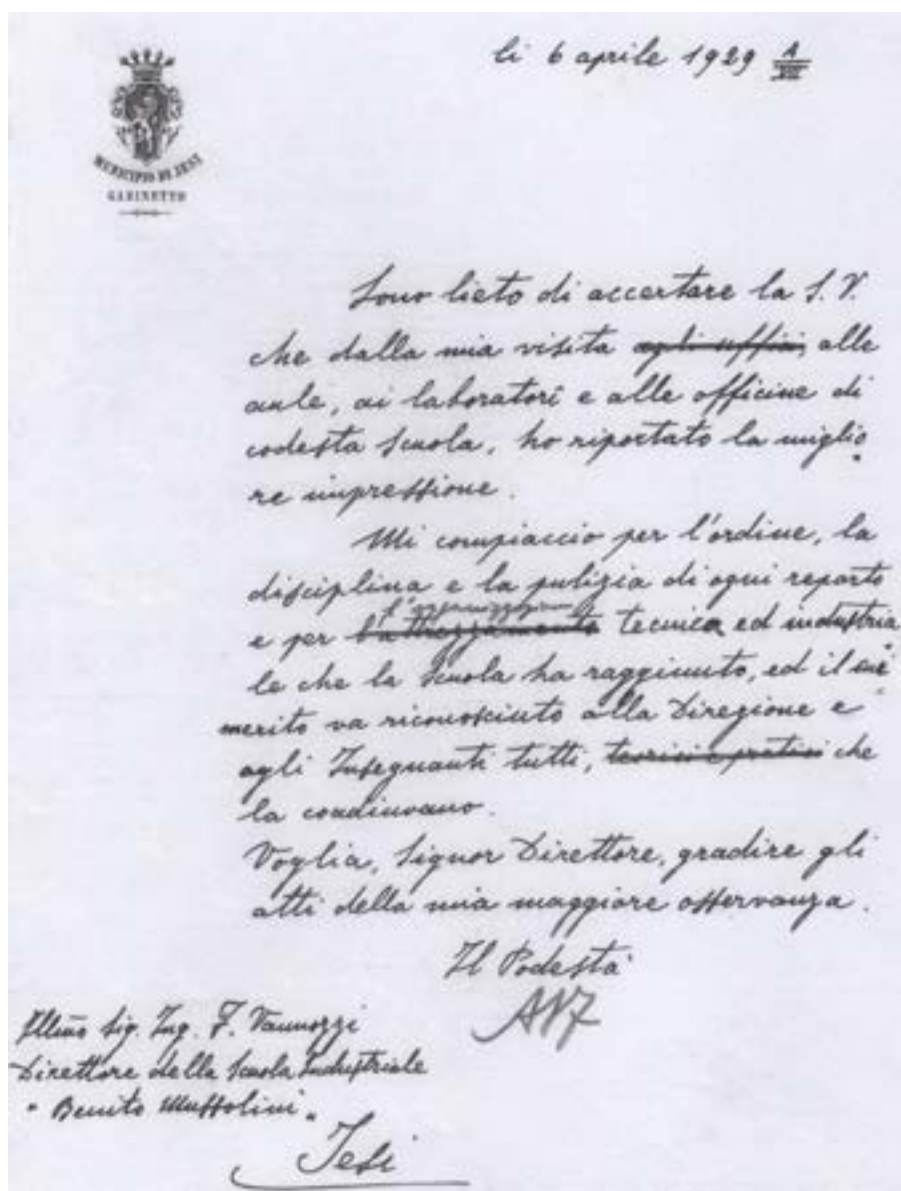 li 6 aprile 1929 A
VII
MUNICIPIO DI JESI
GABINETTO
Sono lieto di accertare la S. V.
che dalla mia visita agli uffici, alle
aule, ai laboratori e alle officine di
codesta Scuola, ho riportato la miglio
re impressione.
Mi compiaccio per l'ordine, la
disciplina e la pulizia di ogni reparto
l'organizzazione
e per l'attrezzamento tecnica ed industria
le che la Scuola ha raggiunto, ed il
merito va riconosciuto alla Direzione e
agli Insegnanti tutti, teorici e pratici che
la coadiuvano.
Voglia, Signor Direttore, gradire gli
atti della mia maggiore osservanza.
Il Podestà
Illmo Sig. Ing. F. Vannozzi
Direttore della Scuola Industriale
"Benito Mussolini"
Jesi